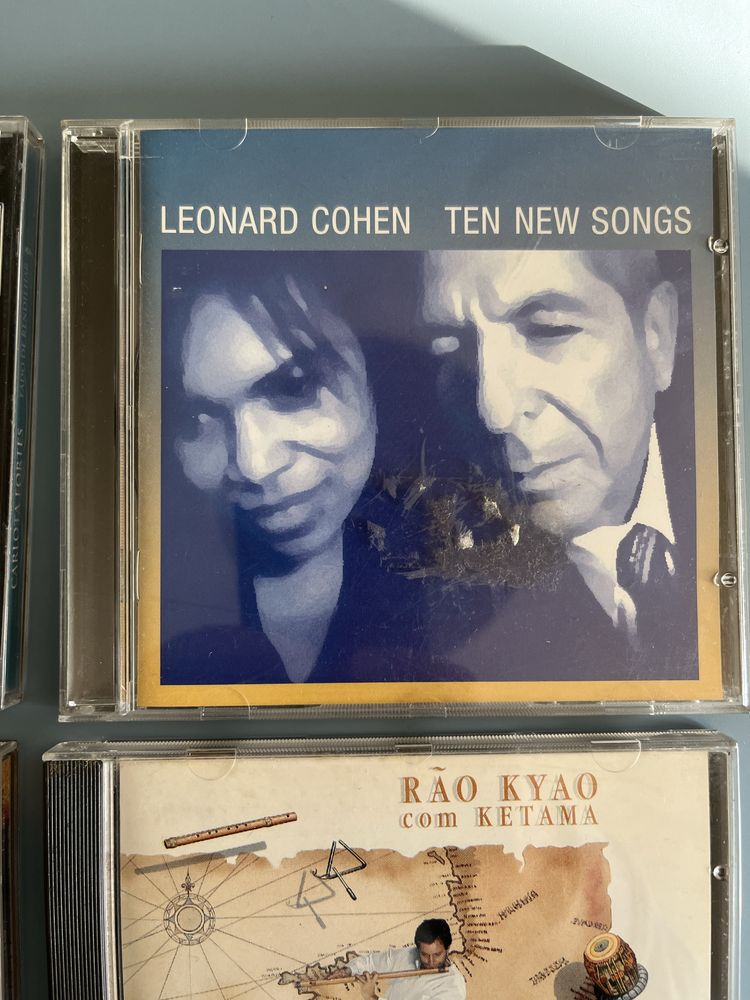 LEONARD COHEN TEN NEW SONGS
CARLOTA FORTES
RÃO KYAO
com KETAMA